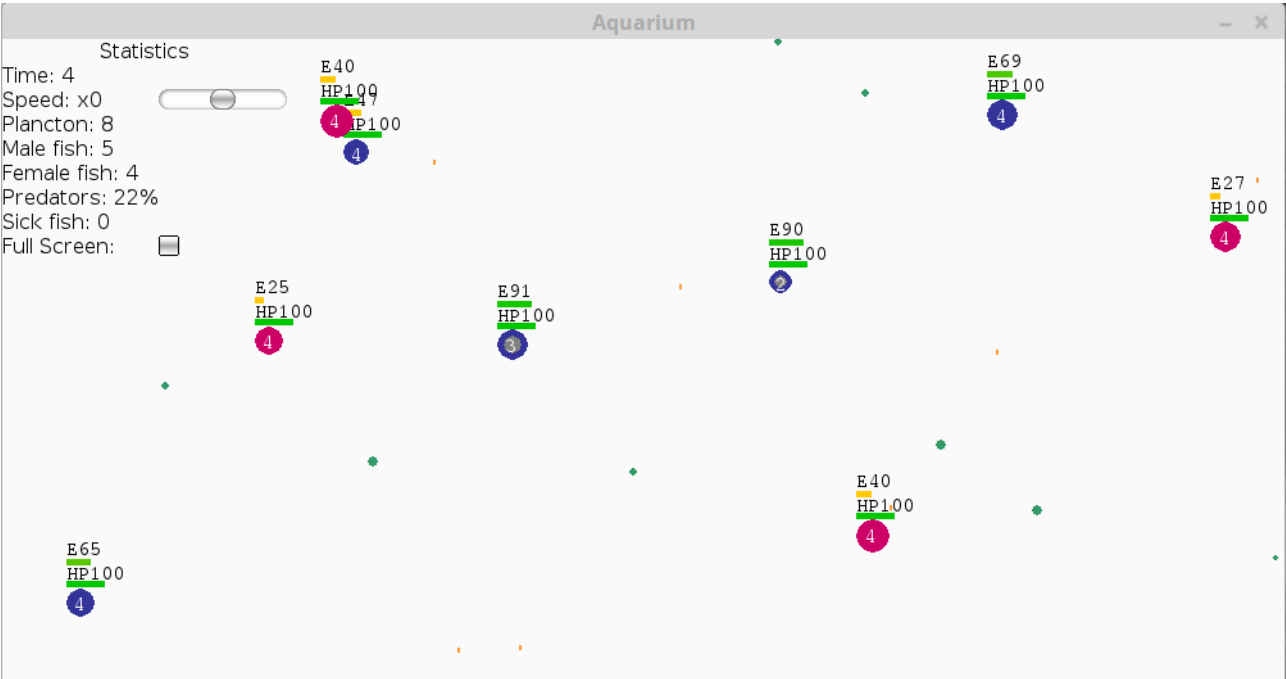 Aquarium
Statistics
Time: 4
Speed: x0
Plancton: 8
Male fish: 5
Female fish: 4
Predators: 22%
Sick fish: 0
Full Screen:
E40
HP100
E47
HP100
4
4
E69
HP100
4
E27
HP100
4
E90
HP100
2
E25
HP100
4
E91
HP100
3
E40
HP100
4
E65
HP100
4